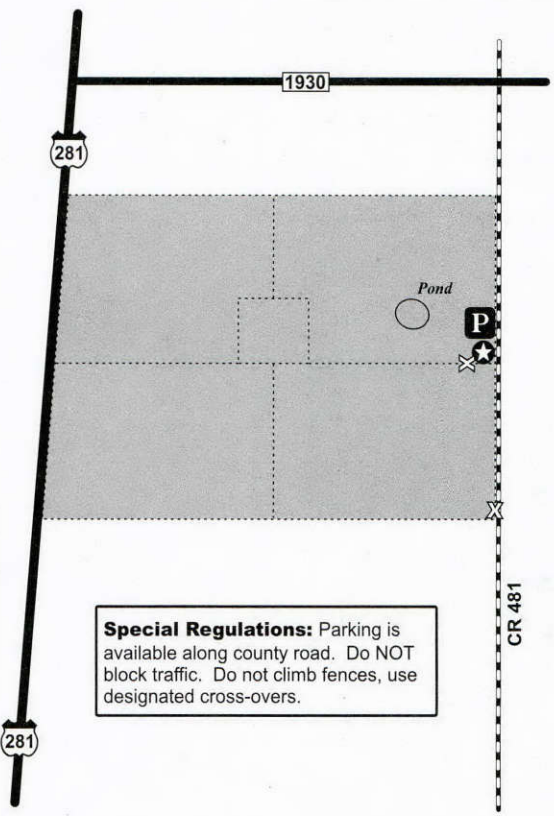 1930
281
Pond
P
X
X
CR 481
Special Regulations: Parking is
available along county road. Do NOT
block traffic. Do not climb fences, use
designated cross-overs.
281